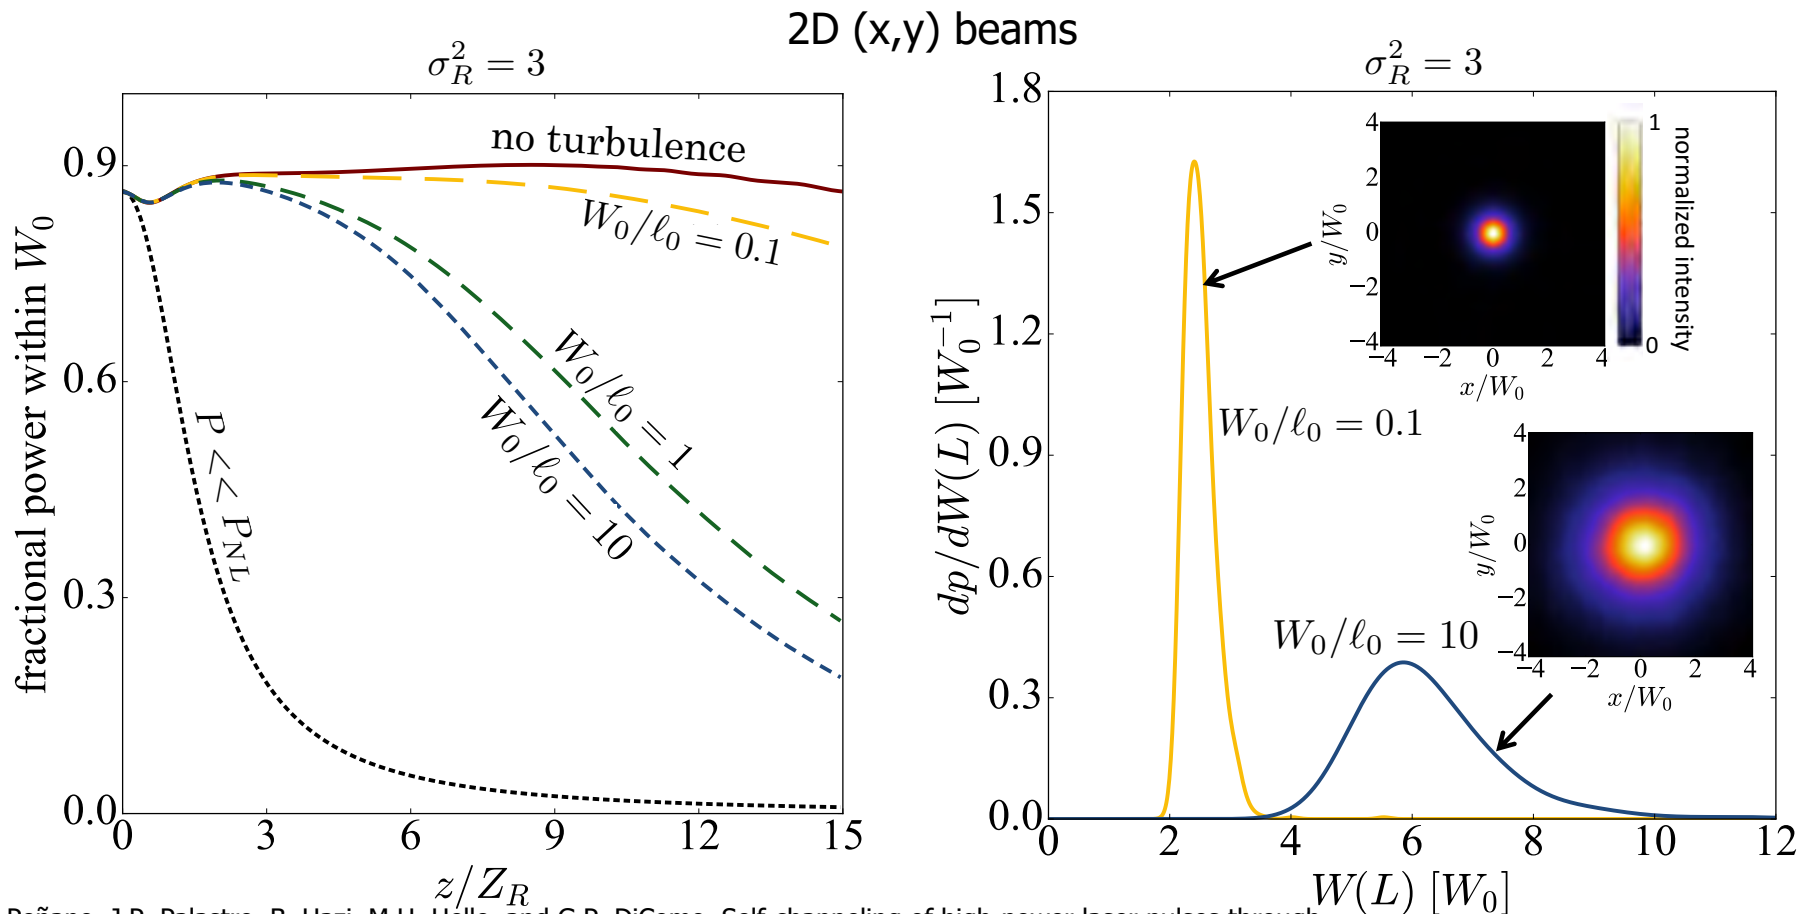 2D (x,y) beams
σ_R^2 = 3
fractional power within W_0
0.9
0.6
0.3
0.0
0 3 6 9 12 15
z/Z_R
no turbulence
W_0/ℓ_0 = 0.1
W_0/ℓ_0 = 1
W_0/ℓ_0 = 10
P << P_NL
σ_R^2 = 3
dp/dW(L) [W_0^{-1}]
1.8
1.5
1.2
0.9
0.6
0.3
0.0
0 2 4 6 8 10 12
W(L) [W_0]
W_0/ℓ_0 = 0.1
W_0/ℓ_0 = 10
y/W_0
4
2
0
−2
−4
−4 −2 0 2 4
x/W_0
1
0
normalized intensity
y/W_0
4
2
0
−2
−4
−4 −2 0 2 4
x/W_0